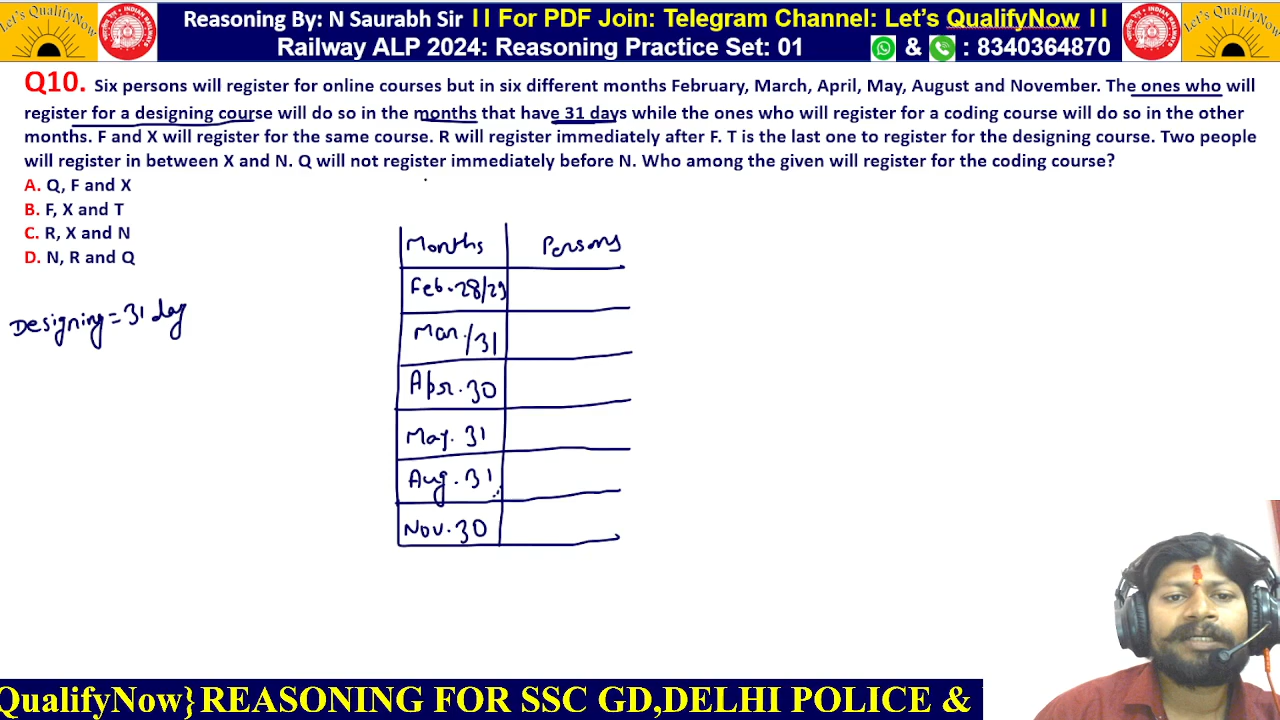 Let's QualifyNow
INDIAN RAILWAYS
Reasoning By: N Saurabh Sir II For PDF Join: Telegram Channel: Let's QualifyNow II
Railway ALP 2024: Reasoning Practice Set: 01 & : 8340364870
Let's QualifyNow
Q10. Six persons will register for online courses but in six different months February, March, April, May, August and November. The ones who will
register for a designing course will do so in the months that have 31 days while the ones who will register for a coding course will do so in the other
months. F and X will register for the same course. R will register immediately after F. T is the last one to register for the designing course. Two people
will register in between X and N. Q will not register immediately before N. Who among the given will register for the coding course?
A. Q, F and X
B. F, X and T
C. R, X and N
D. N, R and Q
Designing = 31 day
Months Persons
Feb. 28/29
Mar./31
Apr. 30
May. 31
Aug. 31
Nov. 30
QualifyNow} REASONING FOR SSC GD,DELHI POLICE &